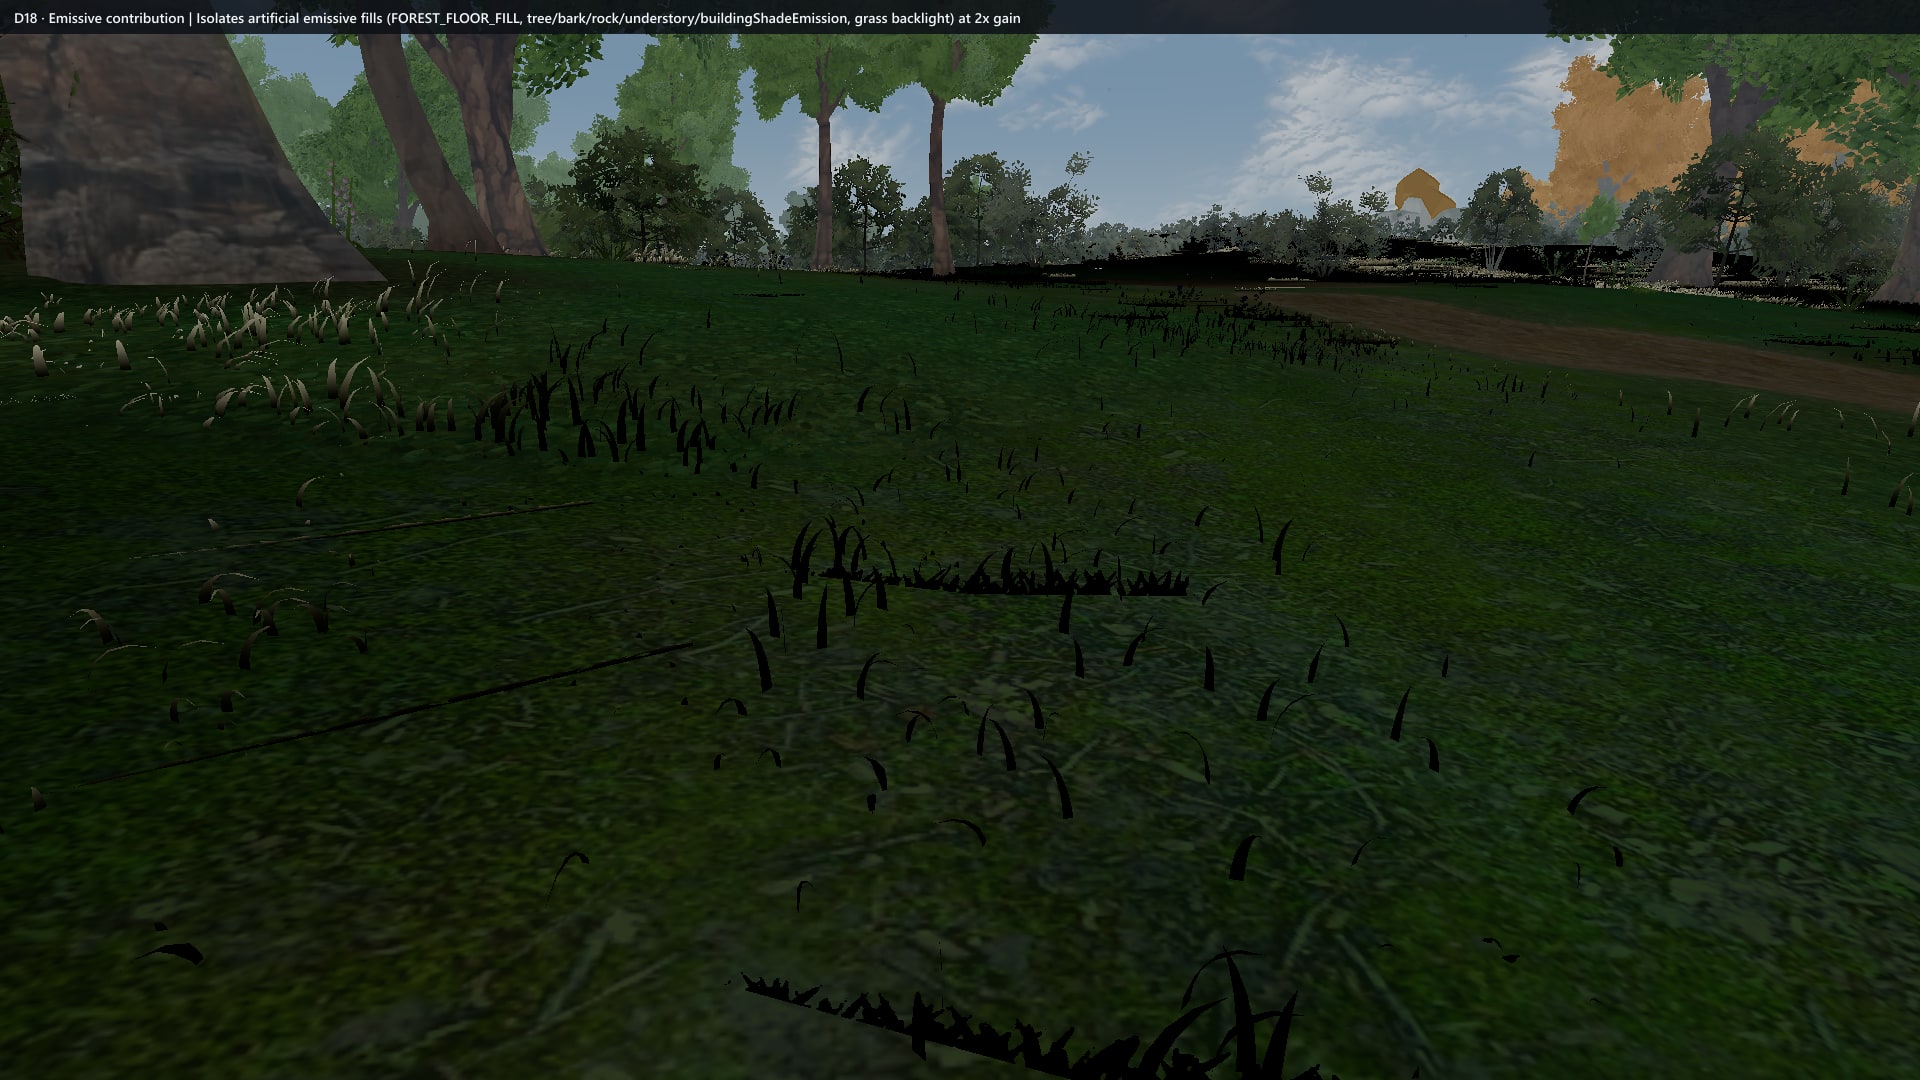 D18 · Emissive contribution | Isolates artificial emissive fills (FOREST_FLOOR_FILL, tree/bark/rock/understory/buildingShadeEmission, grass backlight) at 2x gain